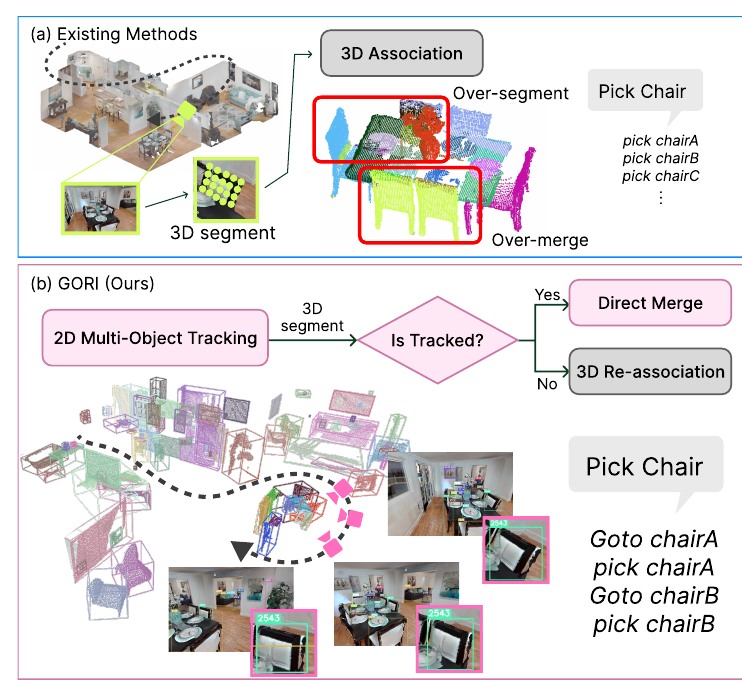 (a) Existing Methods
3D Association
Over-segment
Pick Chair
pick chairA
pick chairB
pick chairC
⋮
3D segment
Over-merge
(b) GORI (Ours)
2D Multi-Object Tracking
3D
segment
Is Tracked?
Yes
Direct Merge
No
3D Re-association
Pick Chair
2543
Goto chairA
pick chairA
Goto chairB
pick chairB
2543
2543